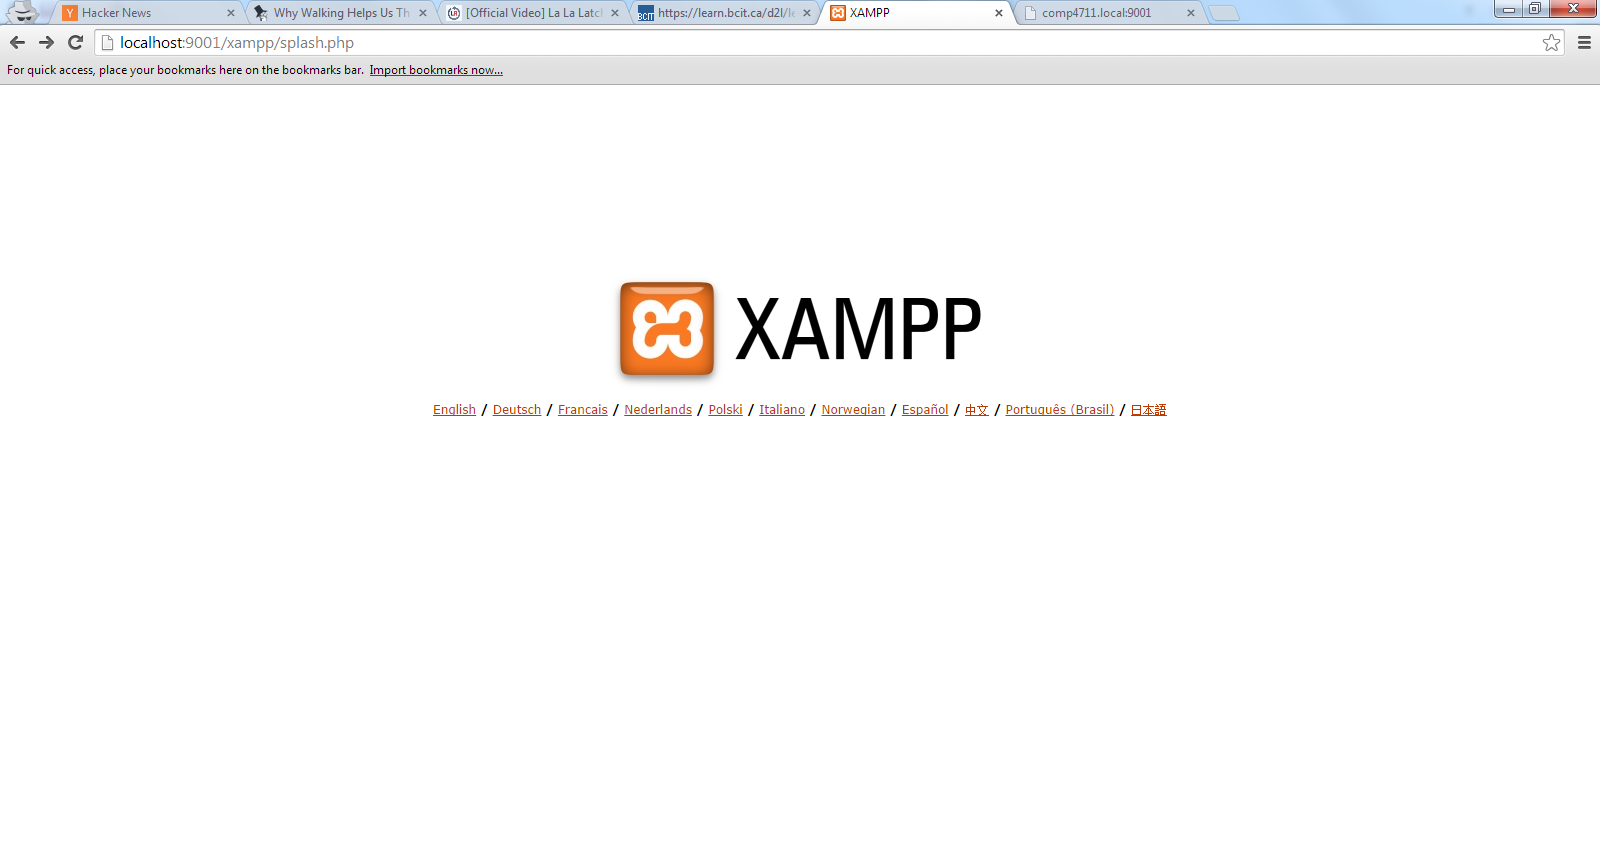 Hacker News
Why Walking Helps Us Th
[Official Video] La La Latch
https://learn.bcit.ca/d2l/le
XAMPP
comp4711.local:9001
localhost:9001/xampp/splash.php
For quick access, place your bookmarks here on the bookmarks bar. Import bookmarks now...
XAMPP
English / Deutsch / Francais / Nederlands / Polski / Italiano / Norwegian / Español / 中文 / Português (Brasil) / 日本語